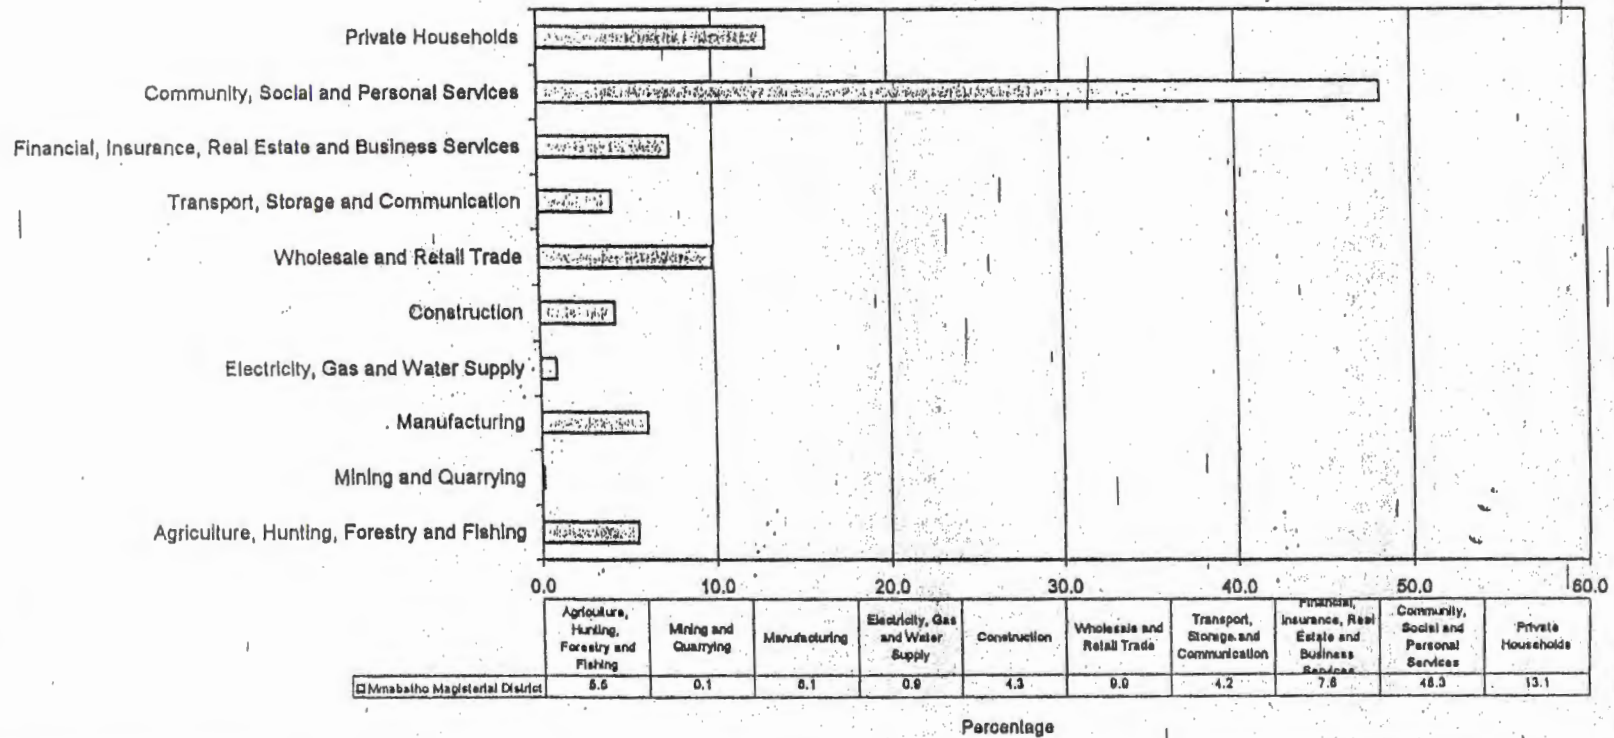 Private Households
Community, Social and Personal Services
Financial, Insurance, Real Estate and Business Services
Transport, Storage and Communication
Wholesale and Retail Trade
Construction
Electricity, Gas and Water Supply
Manufacturing
Mining and Quarrying
Agriculture, Hunting, Forestry and Fishing
0.0 10.0 20.0 30.0 40.0 50.0 60.0
Agriculture,
Hunting,
Forestry and
Fishing
Mining and
Quarrying
Manufacturing
Electricity, Gas
and Water
Supply
Construction
Wholesale and
Retail Trade
Transport,
Storage and
Communication
Financial,
Insurance, Real
Estate and
Business
Services
Community,
Social and
Personal
Services
Private
Households
Mmabatho Magisterial District 5.5 0.1 6.1 0.9 4.3 9.9 4.2 7.6 48.3 13.1
Percentage